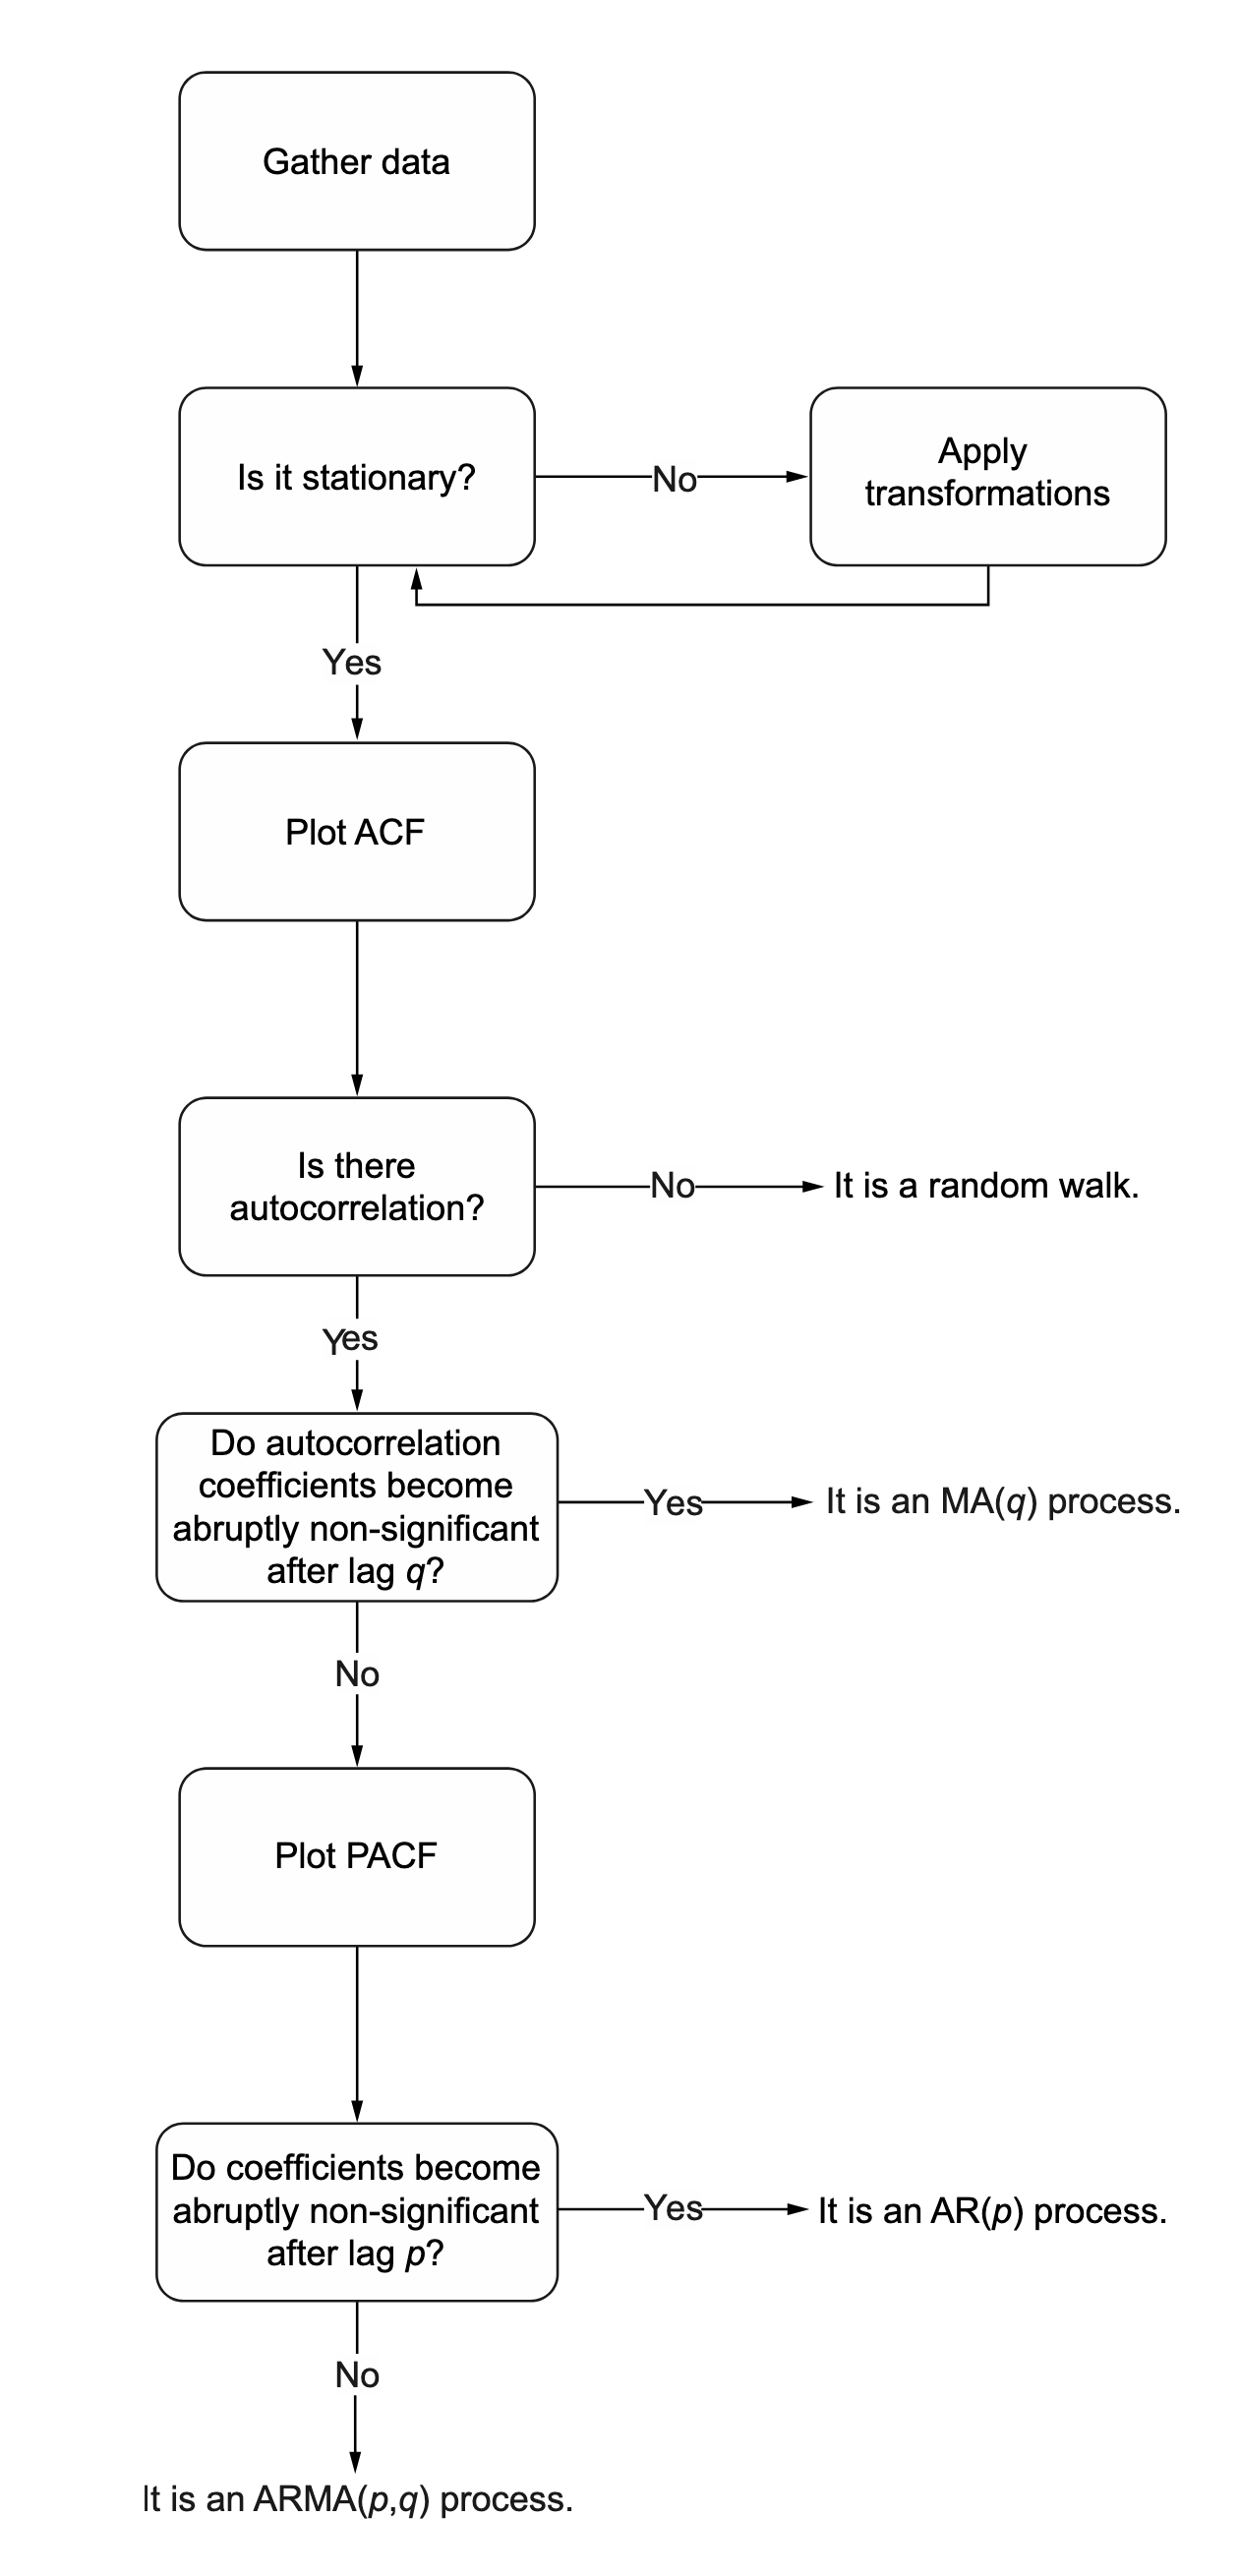 Gather data
Is it stationary?
No
Apply
transformations
Yes
Plot ACF
Is there
autocorrelation?
No
It is a random walk.
Yes
Do autocorrelation
coefficients become
abruptly non-significant
after lag q?
Yes
It is an MA(q) process.
No
Plot PACF
Do coefficients become
abruptly non-significant
after lag p?
Yes
It is an AR(p) process.
No
It is an ARMA(p,q) process.